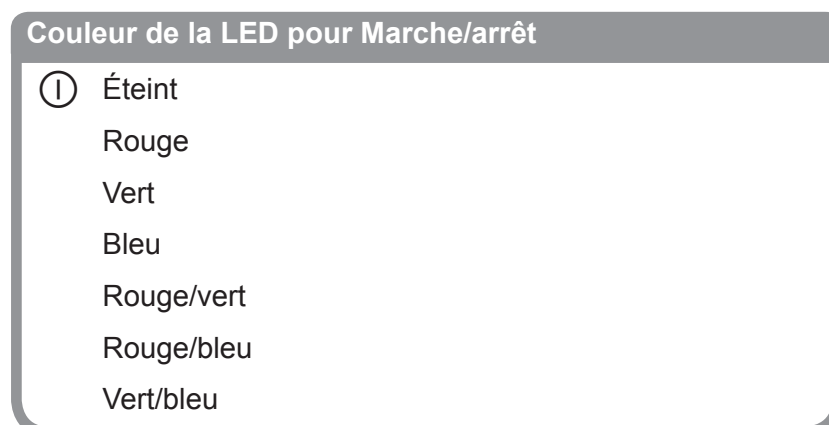 Couleur de la LED pour Marche/arrêt
Éteint
Rouge
Vert
Bleu
Rouge/vert
Rouge/bleu
Vert/bleu